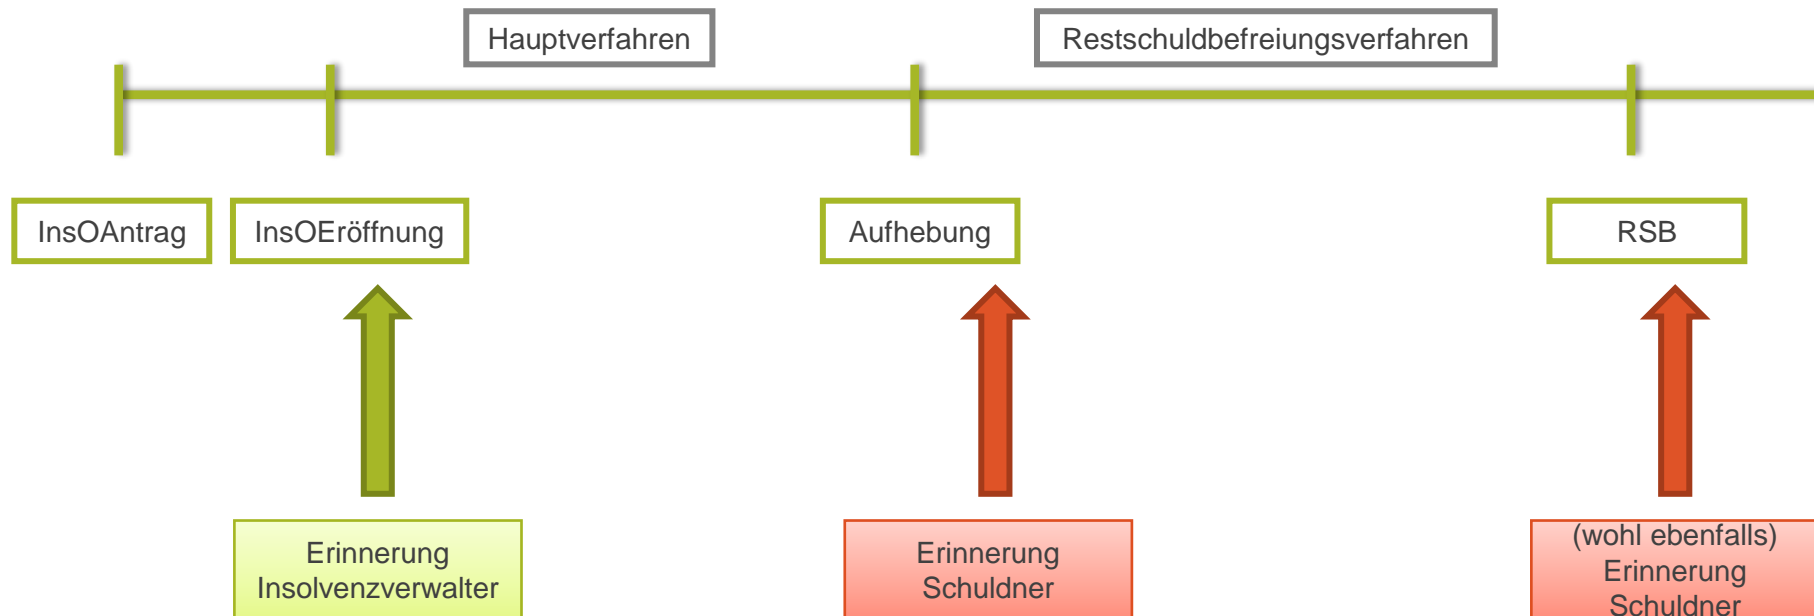 Hauptverfahren
Restschuldbefreiungsverfahren
InsOAntrag
InsOEröffnung
Aufhebung
RSB
Erinnerung
Insolvenzverwalter
Erinnerung
Schuldner
(wohl ebenfalls)
Erinnerung
Schuldner